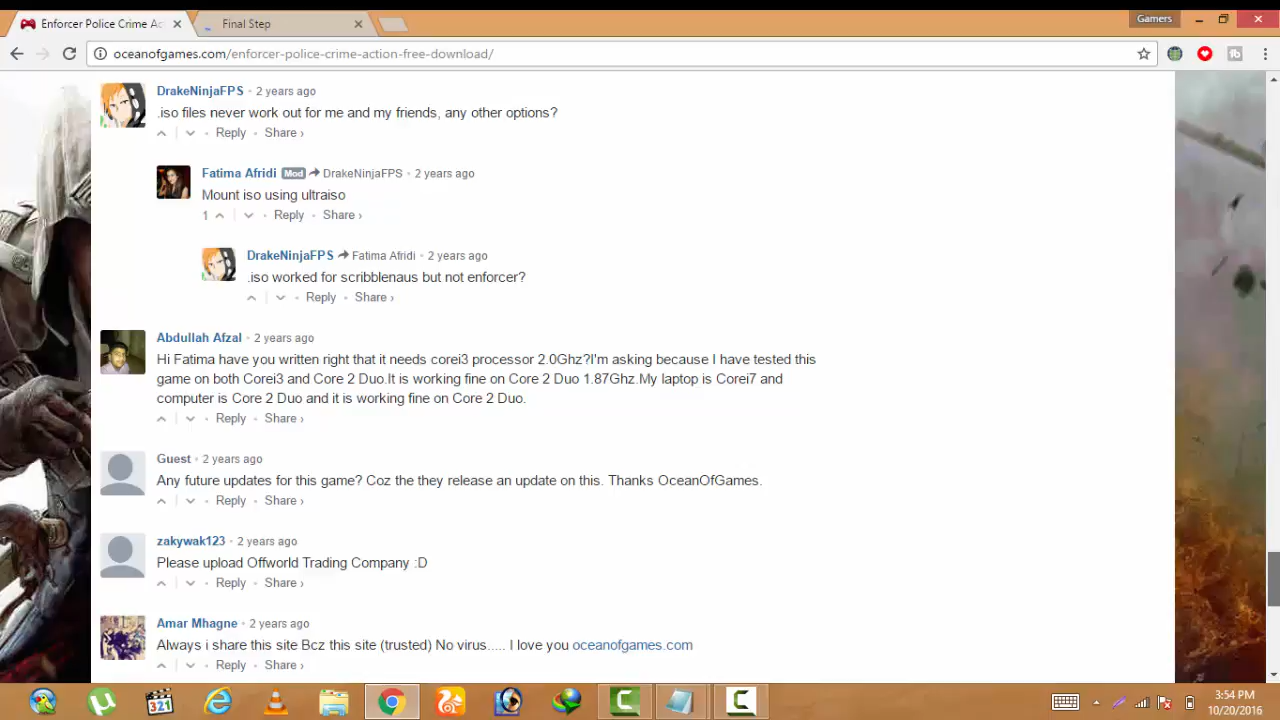 Enforcer Police Crime Ac
Final Step
Gamers
oceanofgames.com/enforcer-police-crime-action-free-download/
DrakeNinjaFPS • 2 years ago
.iso files never work out for me and my friends, any other options?
Reply • Share ›
Fatima Afridi Mod DrakeNinjaFPS • 2 years ago
Mount iso using ultraiso
1 Reply • Share ›
DrakeNinjaFPS Fatima Afridi • 2 years ago
.iso worked for scribblenaus but not enforcer?
Reply • Share ›
Abdullah Afzal • 2 years ago
Hi Fatima have you written right that it needs corei3 processor 2.0Ghz?I'm asking because I have tested this
game on both Corei3 and Core 2 Duo.It is working fine on Core 2 Duo 1.87Ghz.My laptop is Corei7 and
computer is Core 2 Duo and it is working fine on Core 2 Duo.
Reply • Share ›
Guest • 2 years ago
Any future updates for this game? Coz the they release an update on this. Thanks OceanOfGames.
Reply • Share ›
zakywak123 • 2 years ago
Please upload Offworld Trading Company :D
Reply • Share ›
Amar Mhagne • 2 years ago
Always i share this site Bcz this site (trusted) No virus..... I love you oceanofgames.com
Reply • Share ›
321
3:54 PM
10/20/2016